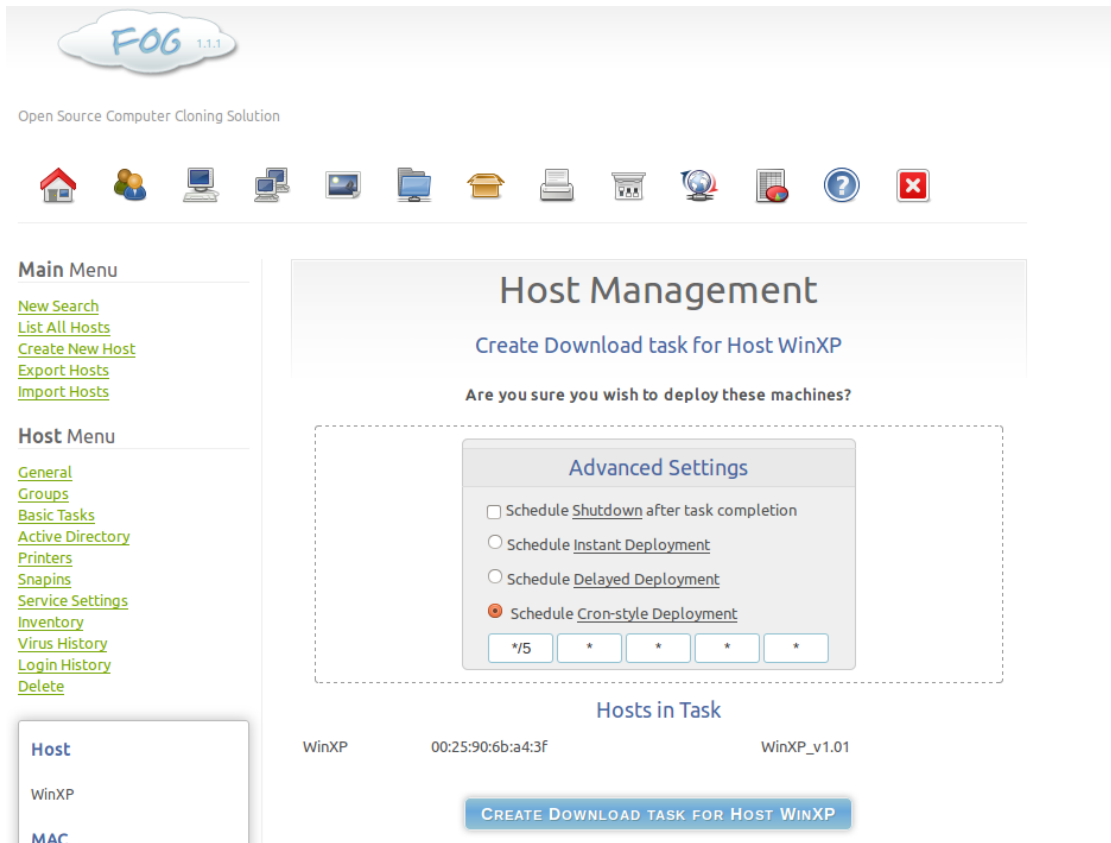 FOG 1.1.1
Open Source Computer Cloning Solution
Main Menu
New Search
List All Hosts
Create New Host
Export Hosts
Import Hosts
Host Menu
General
Groups
Basic Tasks
Active Directory
Printers
Snapins
Service Settings
Inventory
Virus History
Login History
Delete
Host
WinXP
MAC
Host Management
Create Download task for Host WinXP
Are you sure you wish to deploy these machines?
Advanced Settings
Schedule Shutdown after task completion
Schedule Instant Deployment
Schedule Delayed Deployment
Schedule Cron-style Deployment
*/5 * * * *
Hosts in Task
WinXP 00:25:90:6b:a4:3f WinXP_v1.01
CREATE DOWNLOAD TASK FOR HOST WINXP